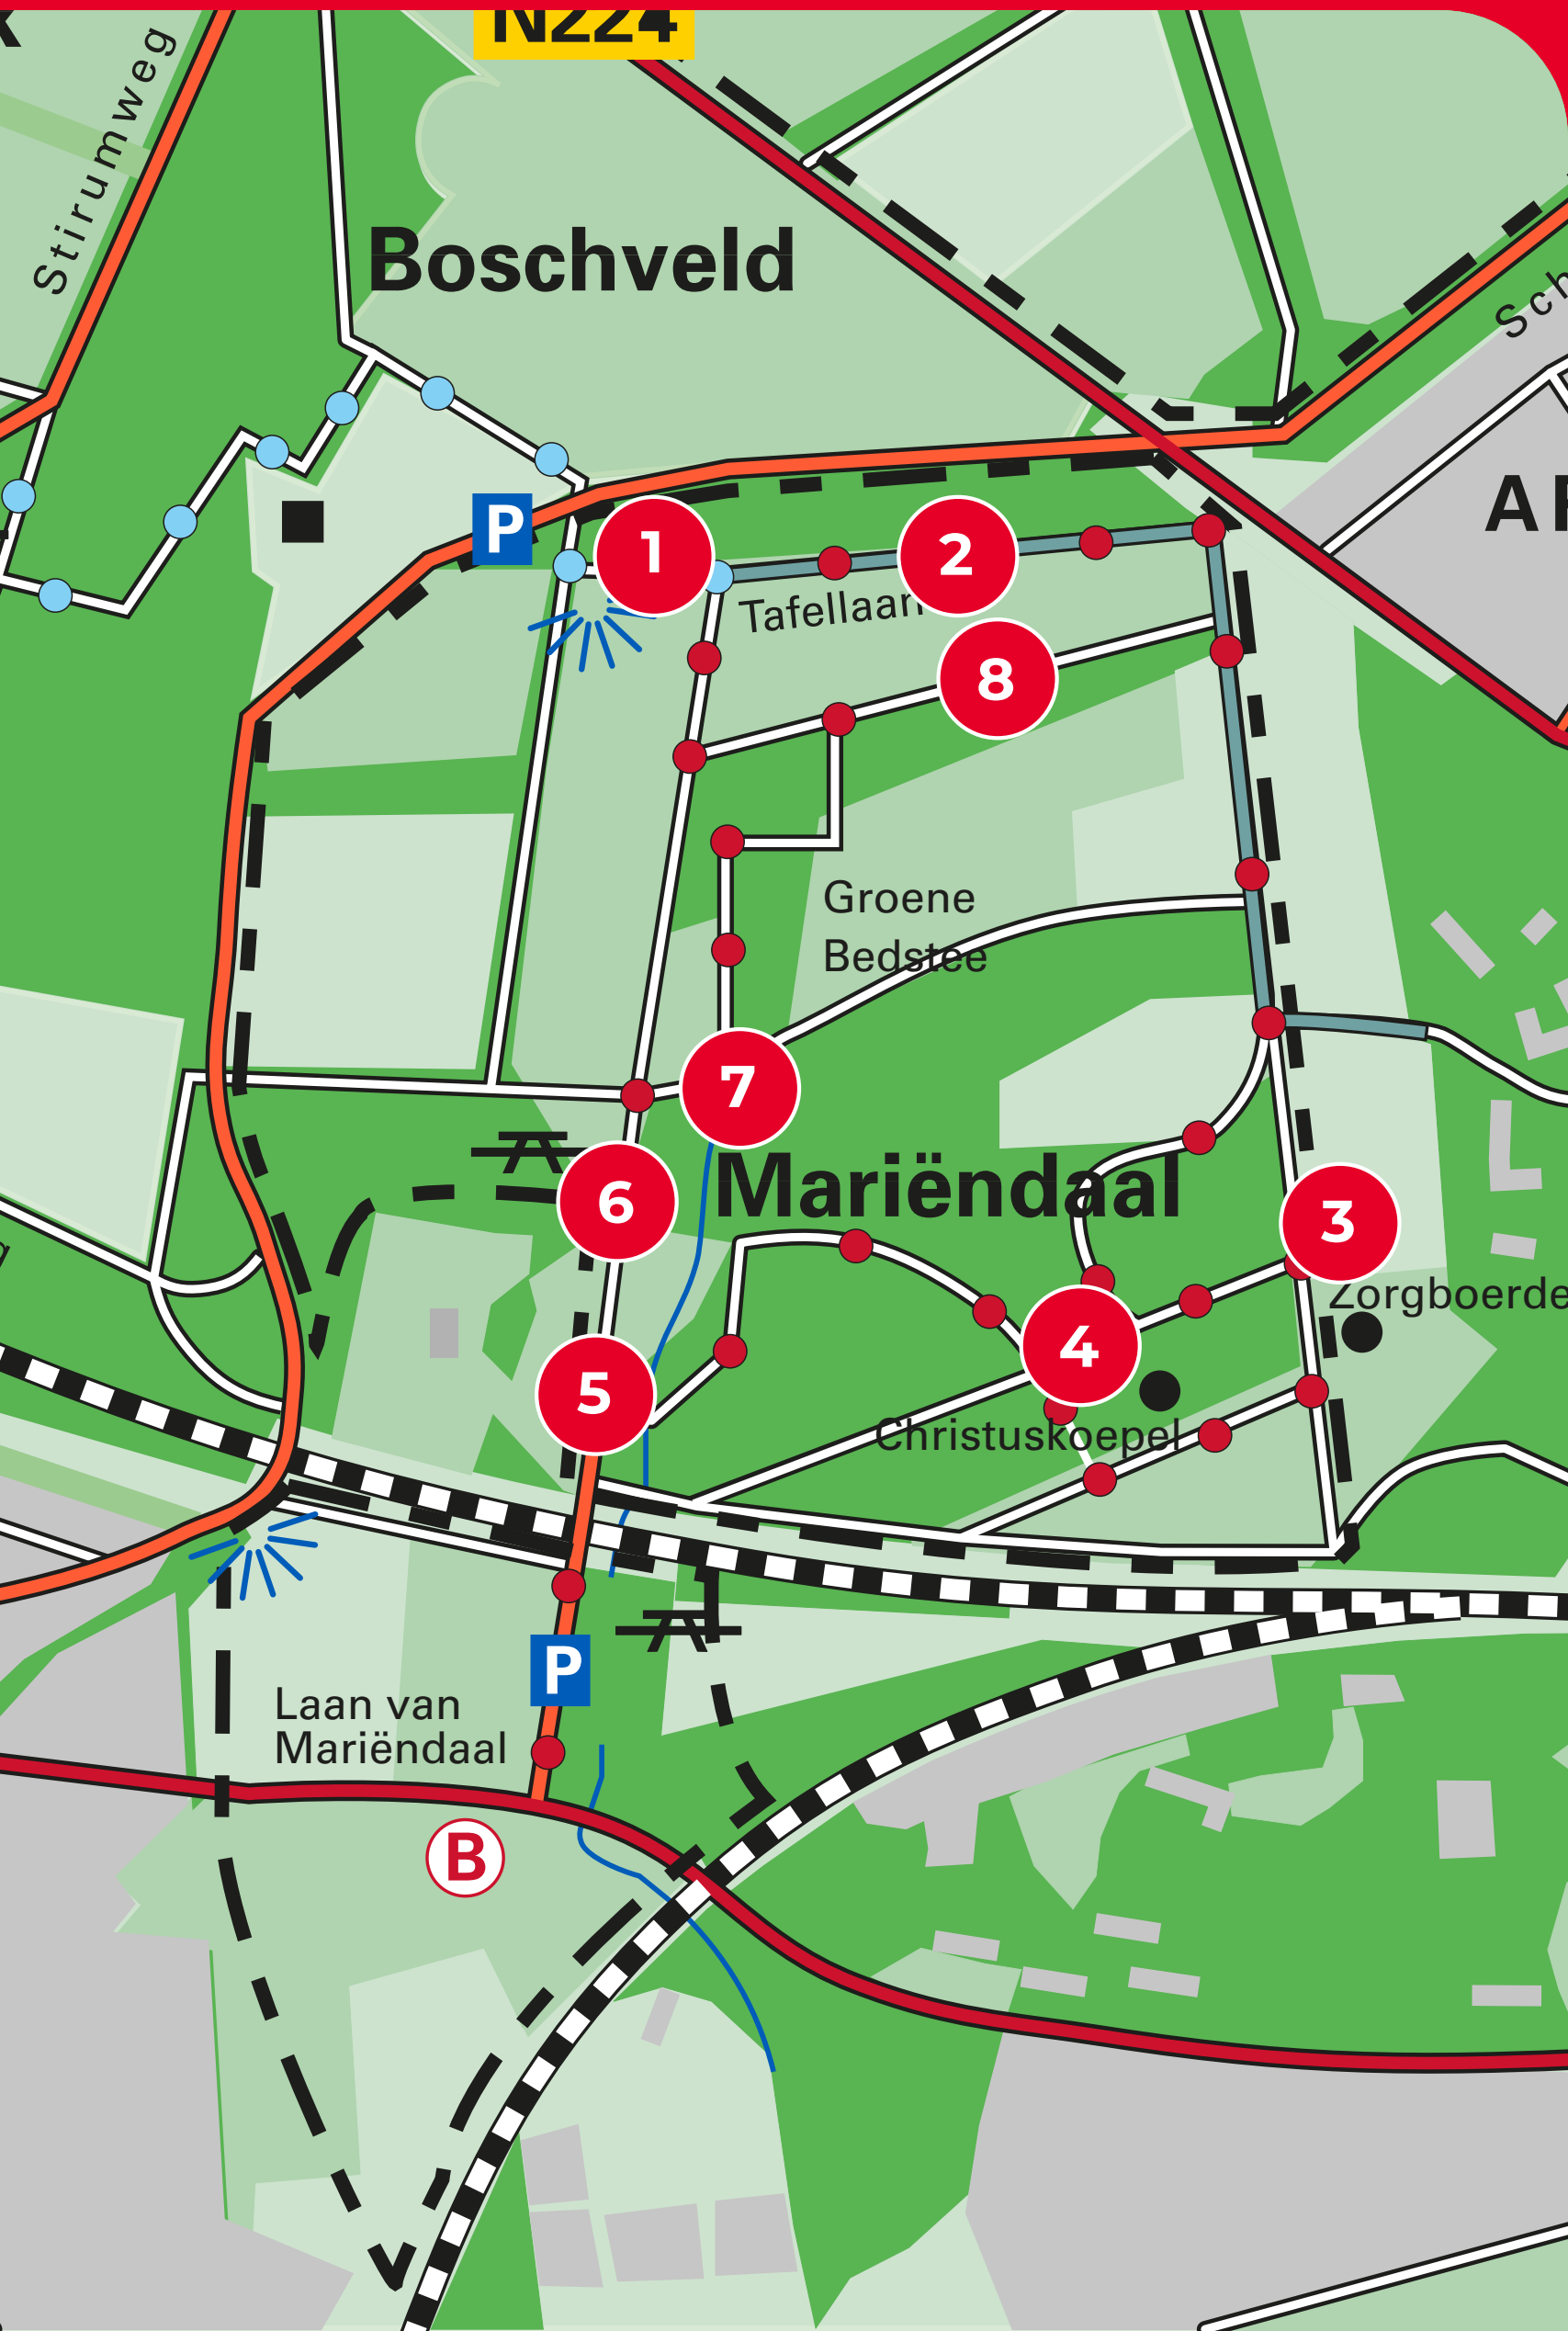 N224
Stirumweg
Boschveld
P
1
2
Tafellaan
8
Groene
Bedstee
7
Mariëndaal
6
3
Zorgboerde
4
5
Christuskoepel
P
Laan van
Mariëndaal
B
Sch
A